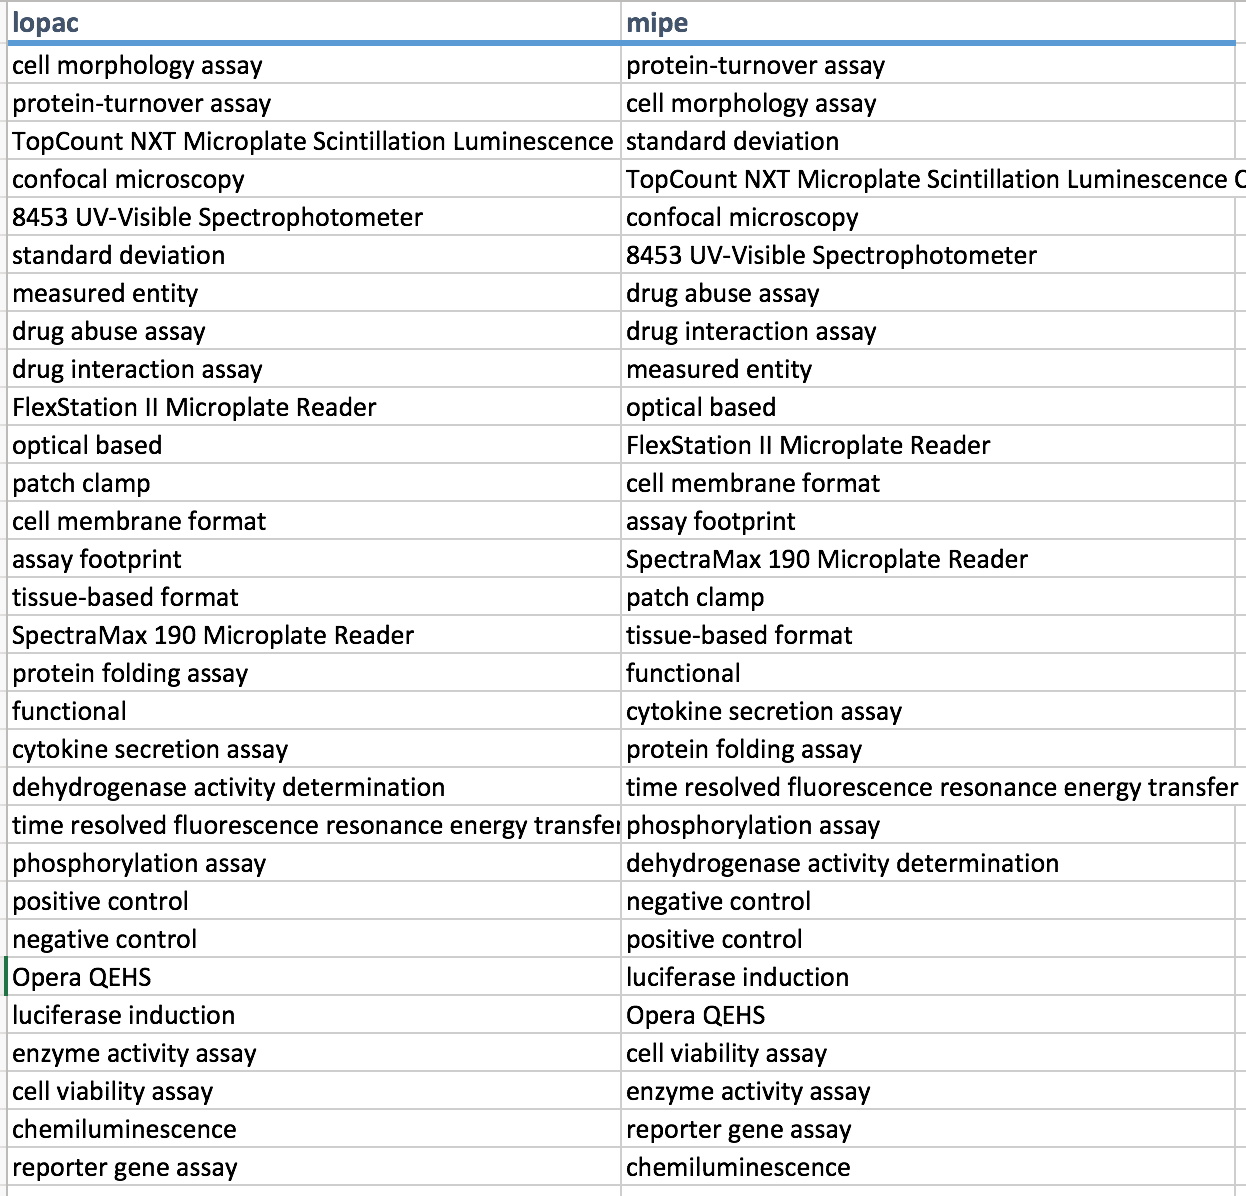 lopac mipe
cell morphology assay protein-turnover assay
protein-turnover assay cell morphology assay
TopCount NXT Microplate Scintillation Luminescence standard deviation
confocal microscopy TopCount NXT Microplate Scintillation Luminescence C
8453 UV-Visible Spectrophotometer confocal microscopy
standard deviation 8453 UV-Visible Spectrophotometer
measured entity drug abuse assay
drug abuse assay drug interaction assay
drug interaction assay measured entity
FlexStation II Microplate Reader optical based
optical based FlexStation II Microplate Reader
patch clamp cell membrane format
cell membrane format assay footprint
assay footprint SpectraMax 190 Microplate Reader
tissue-based format patch clamp
SpectraMax 190 Microplate Reader tissue-based format
protein folding assay functional
functional cytokine secretion assay
cytokine secretion assay protein folding assay
dehydrogenase activity determination time resolved fluorescence resonance energy transfer
time resolved fluorescence resonance energy transfer phosphorylation assay
phosphorylation assay dehydrogenase activity determination
positive control negative control
negative control positive control
Opera QEHS luciferase induction
luciferase induction Opera QEHS
enzyme activity assay cell viability assay
cell viability assay enzyme activity assay
chemiluminescence reporter gene assay
reporter gene assay chemiluminescence